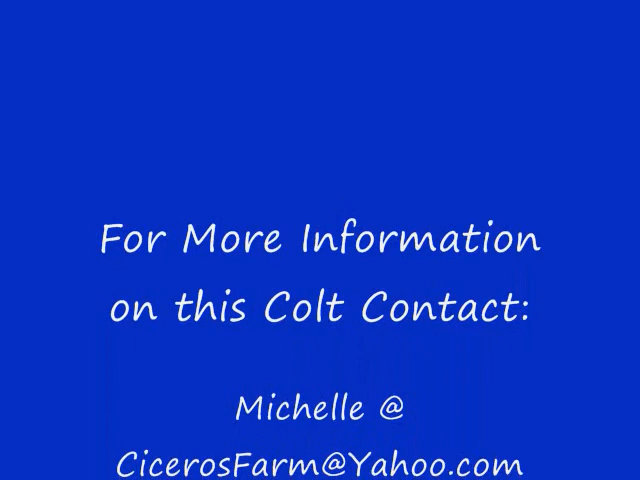 For More Information
on this Colt Contact:
Michelle @
CicerosFarm@Yahoo.com